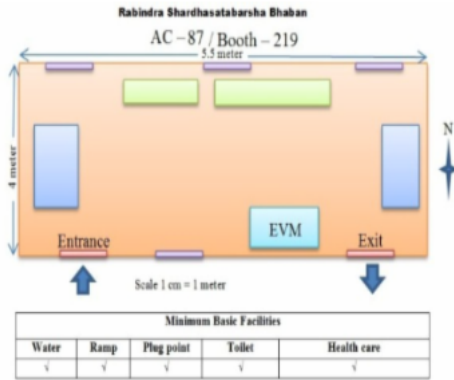 Rabindra Shardhasatabarsha Bhaban
AC – 87 / Booth – 219
5.5 meter
4 meter
N
EVM
Entrance
Exit
Scale 1 cm = 1 meter
Minimum Basic Facilities
Water Ramp Plug point Toilet Health care
√ √ √ √ √